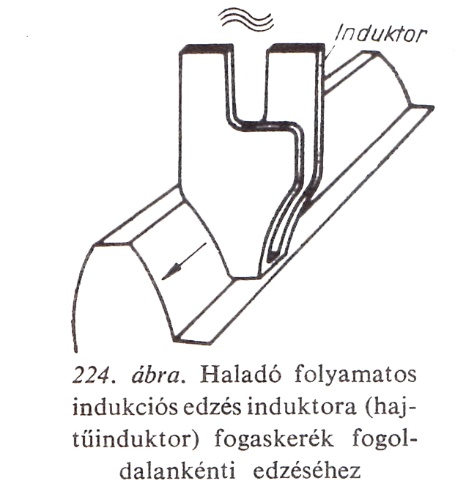 Induktor
224. ábra. Haladó folyamatos
indukciós edzés induktora (haj-
tűinduktor) fogaskerék fogol-
dalankénti edzéséhez